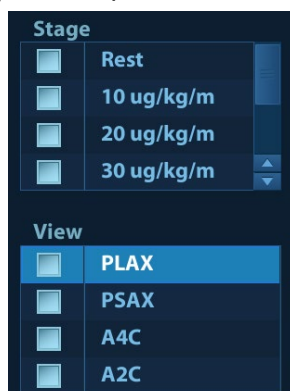 Stage
Rest
10 ug/kg/m
20 ug/kg/m
30 ug/kg/m
View
PLAX
PSAX
A4C
A2C